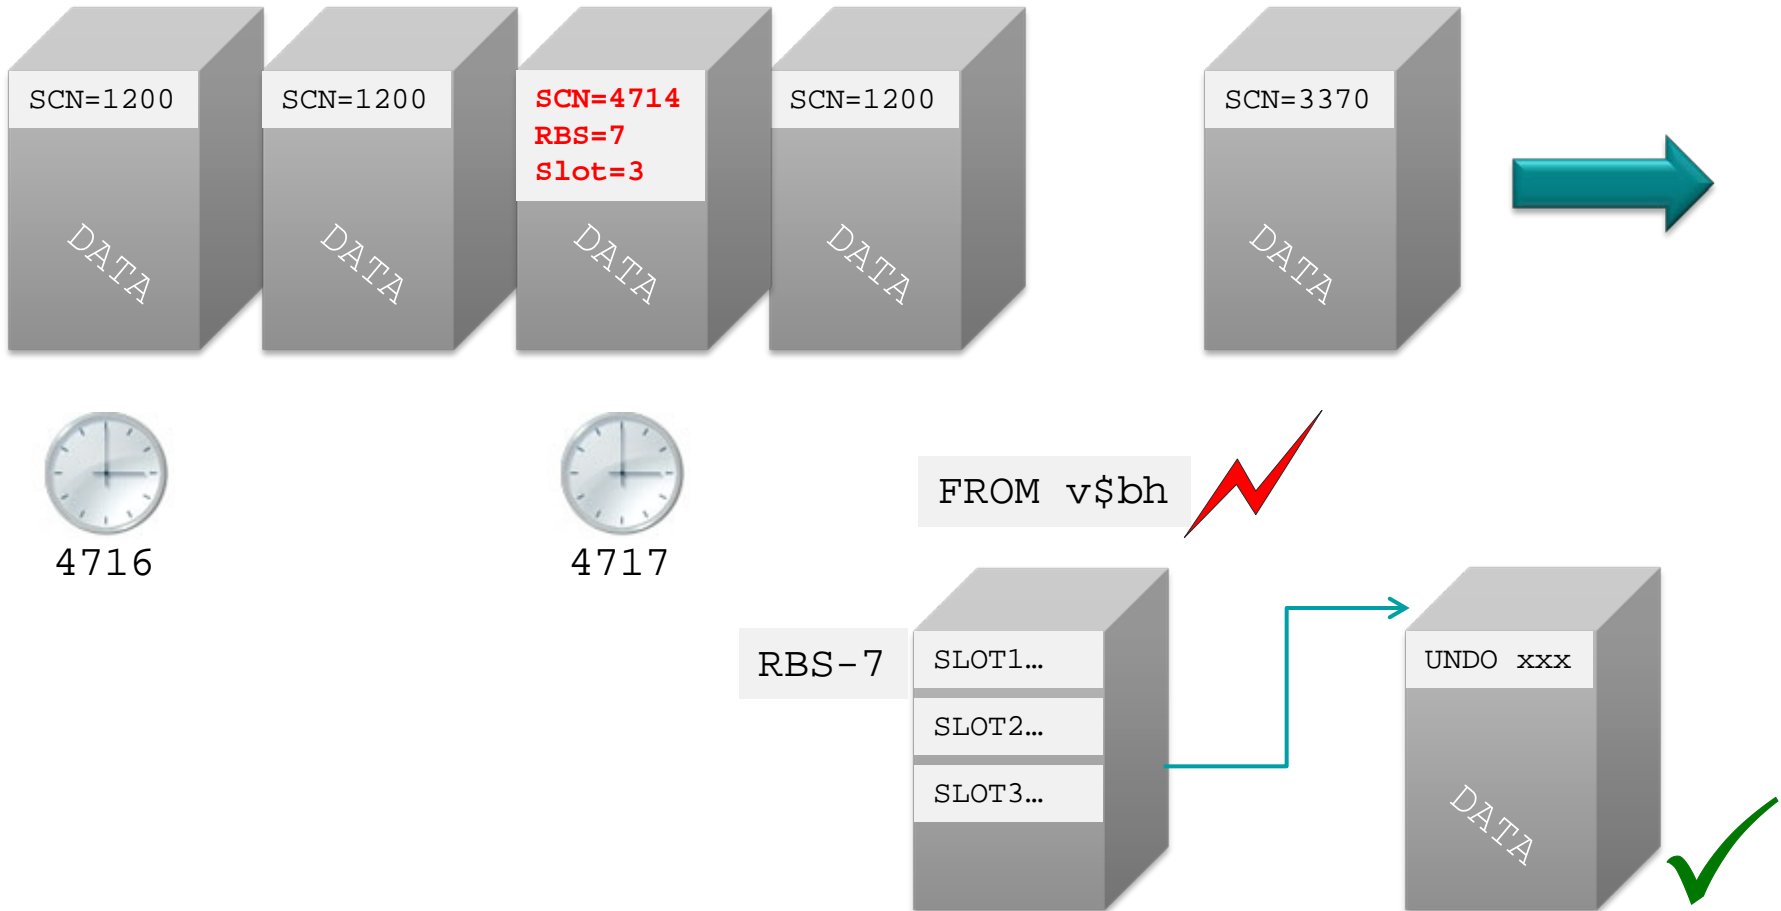 SCN=1200
SCN=1200
SCN=4714
RBS=7
Slot=3
SCN=1200
SCN=3370
DATA
DATA
DATA
DATA
DATA
4716
4717
FROM v$bh
RBS-7
SLOT1…
SLOT2…
SLOT3…
UNDO xxx
DATA